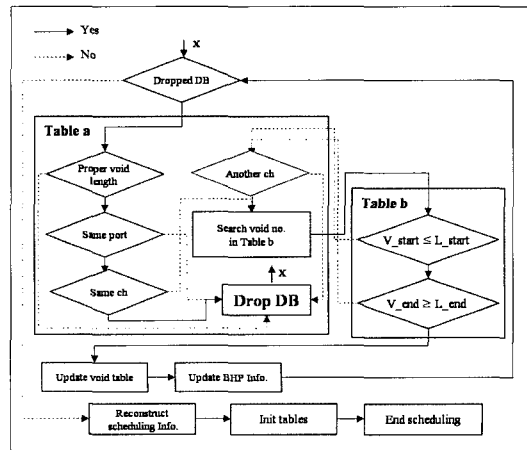 Yes
No
X
Dropped DB
Table a
Proper void
length
Another ch
Table b
Same port
Search void no.
in Table b
V_start ≤ L_start
X
Same ch
Drop DB
V_end ≥ L_end
Update void table
Update BHP Info.
Reconstruct
scheduling Info.
Init tables
End scheduling